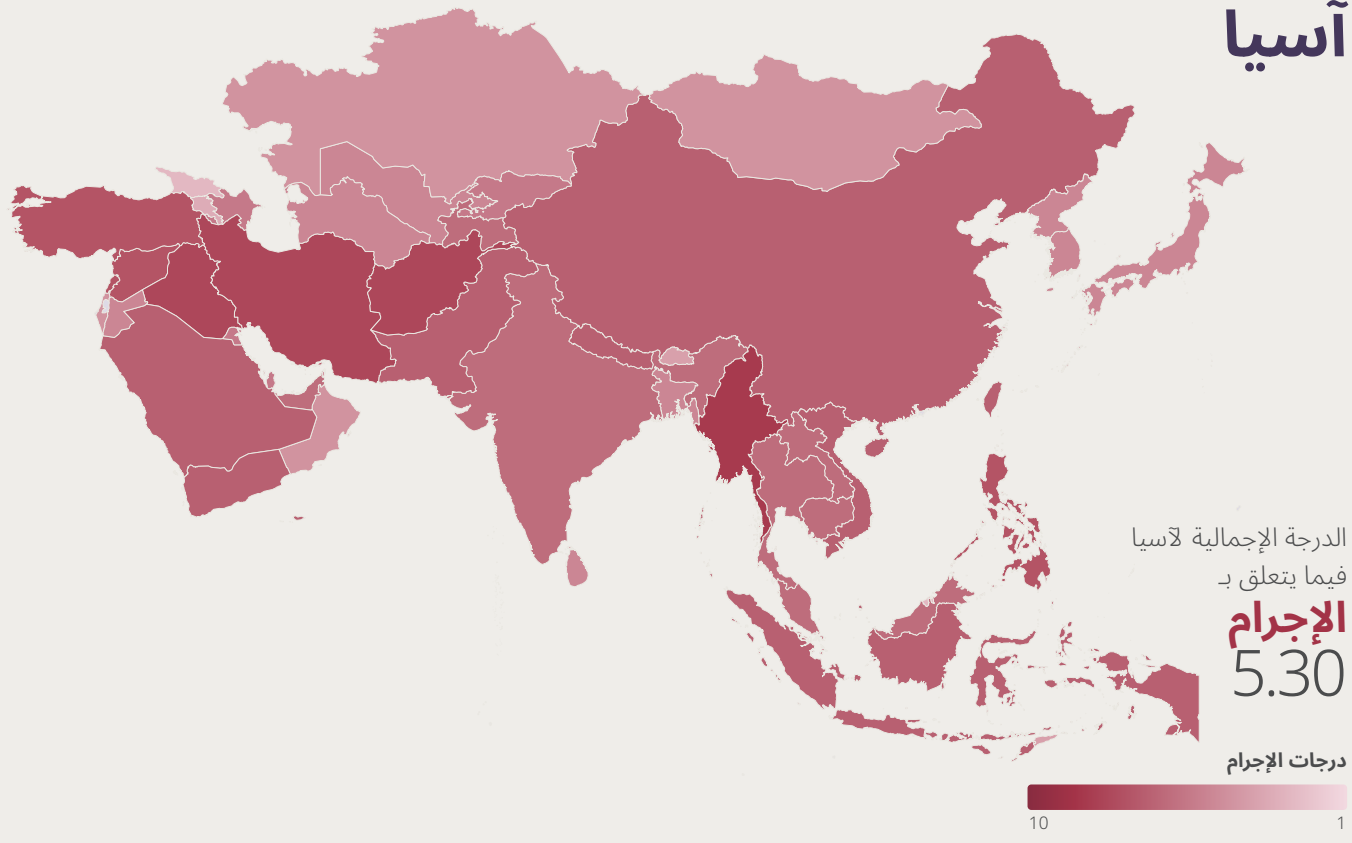 آسيا
الدرجة الإجمالية لآسيا
فيما يتعلق بـ
الإجرام
5.30
درجات الإجرام
10 1